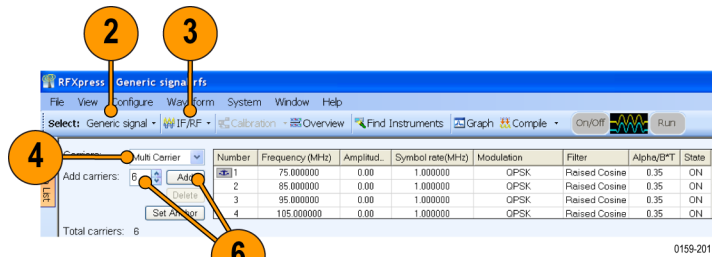 2 3
RFXpress Generic signal.rfs
File View Configure Waveform System Window Help
Select: Generic signal IF/RF Calibration Overview Find Instruments Graph Compile On/Off Run
4
Carriers: Multi Carrier
Add carriers: 6 Add
Delete
Set Anchor
Total carriers: 6
List
Number Frequency (MHz) Amplitud... Symbol rate(MHz) Modulation Filter Alpha/B*T State
1 75.000000 0.00 1.000000 QPSK Raised Cosine 0.35 ON
2 85.000000 0.00 1.000000 QPSK Raised Cosine 0.35 ON
3 95.000000 0.00 1.000000 QPSK Raised Cosine 0.35 ON
4 105.000000 0.00 1.000000 QPSK Raised Cosine 0.35 ON
6
0159-201